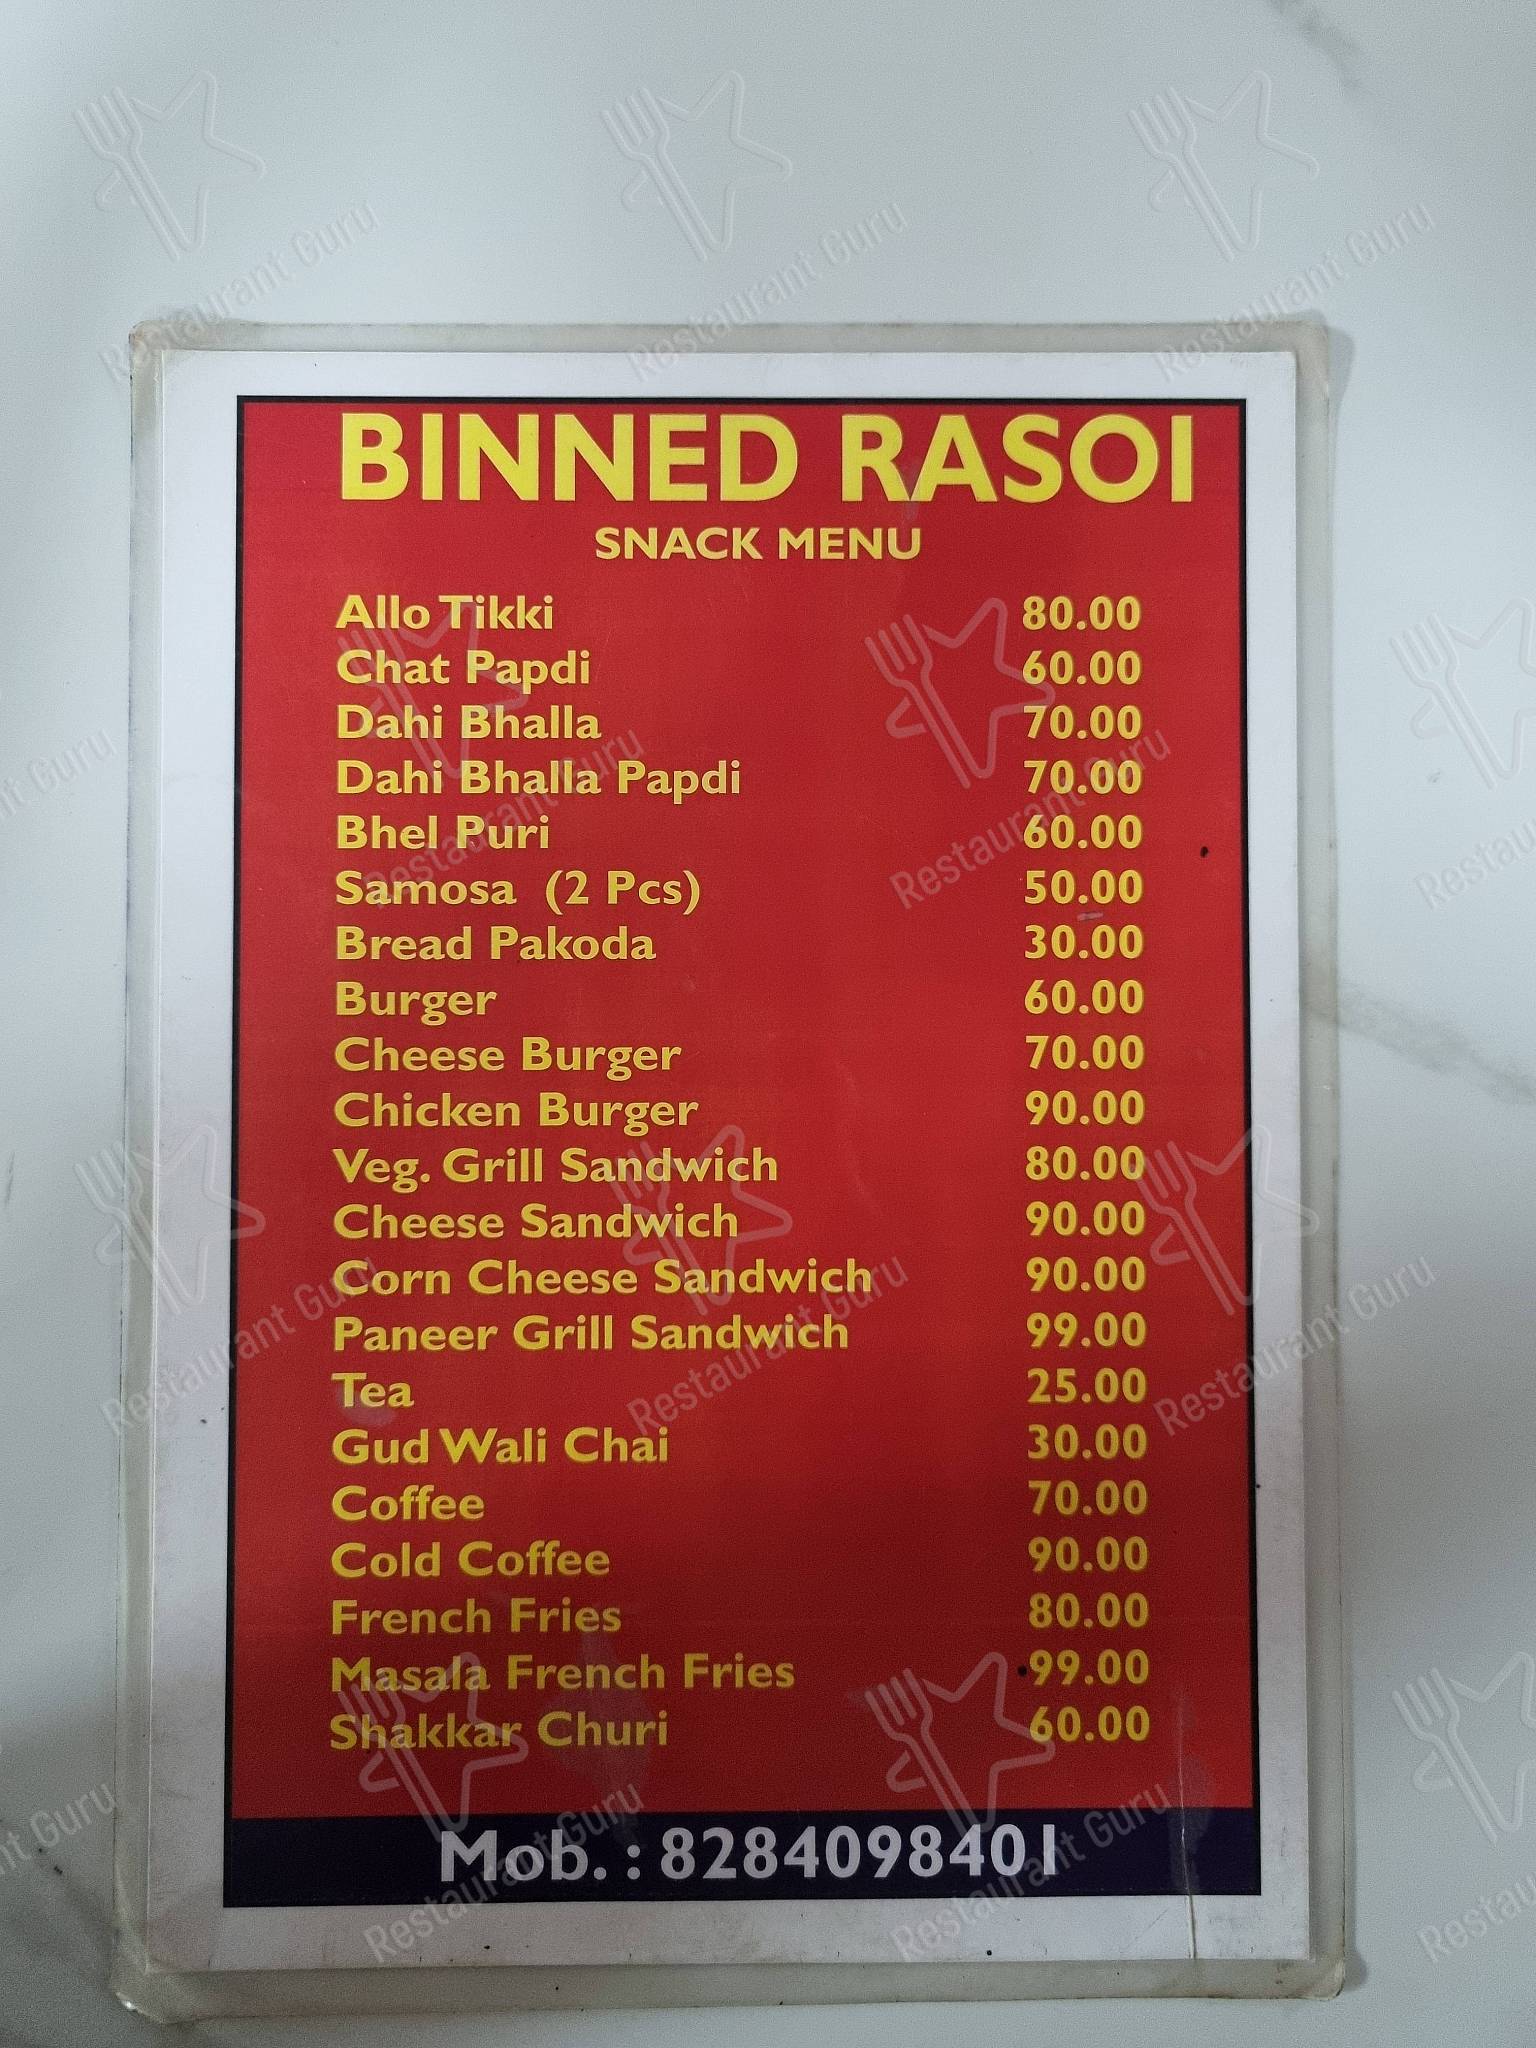 BINNED RASOI
SNACK MENU
Allo Tikki 80.00
Chat Papdi 60.00
Dahi Bhalla 70.00
Dahi Bhalla Papdi 70.00
Bhel Puri 60.00
Samosa (2 Pcs) 50.00
Bread Pakoda 30.00
Burger 60.00
Cheese Burger 70.00
Chicken Burger 90.00
Veg. Grill Sandwich 80.00
Cheese Sandwich 90.00
Corn Cheese Sandwich 90.00
Paneer Grill Sandwich 99.00
Tea 25.00
Gud Wali Chai 30.00
Coffee 70.00
Cold Coffee 90.00
French Fries 80.00
Masala French Fries 99.00
Shakkar Churi 60.00
Mob. : 8284098401
Restaurant Guru